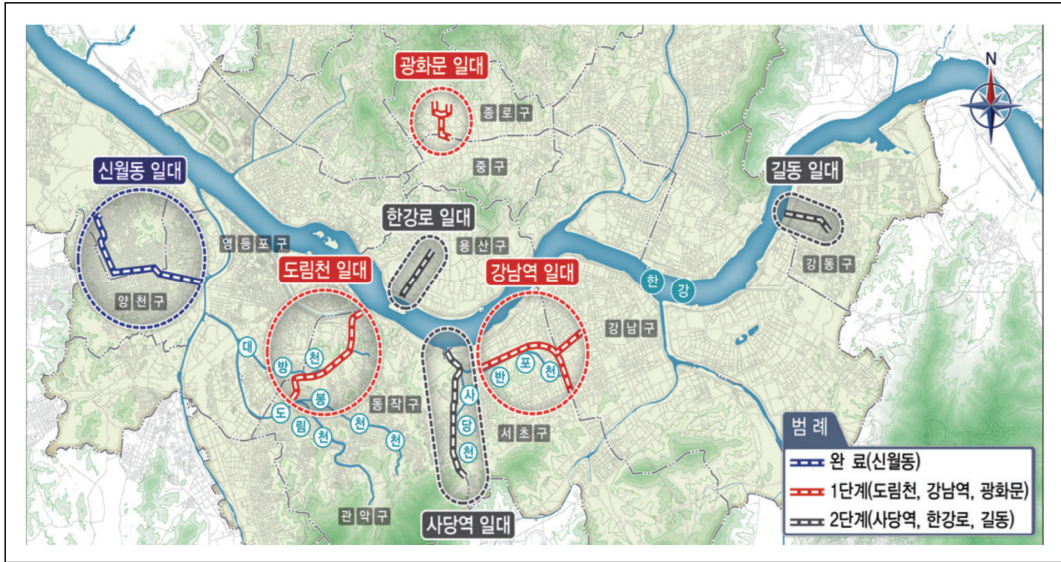 광화문 일대
종로구
중구
신월동 일대
길동 일대
한강로 일대
영등포구
용산구
강동구
도림천 일대
강남역 일대
한강
양천구
강남구
대방천
반포천
봉천천
동작구
사당천
도림천
서초구
관악구
사당역 일대
N
범 례
완 료(신월동)
1단계(도림천, 강남역, 광화문)
2단계(사당역, 한강로, 길동)